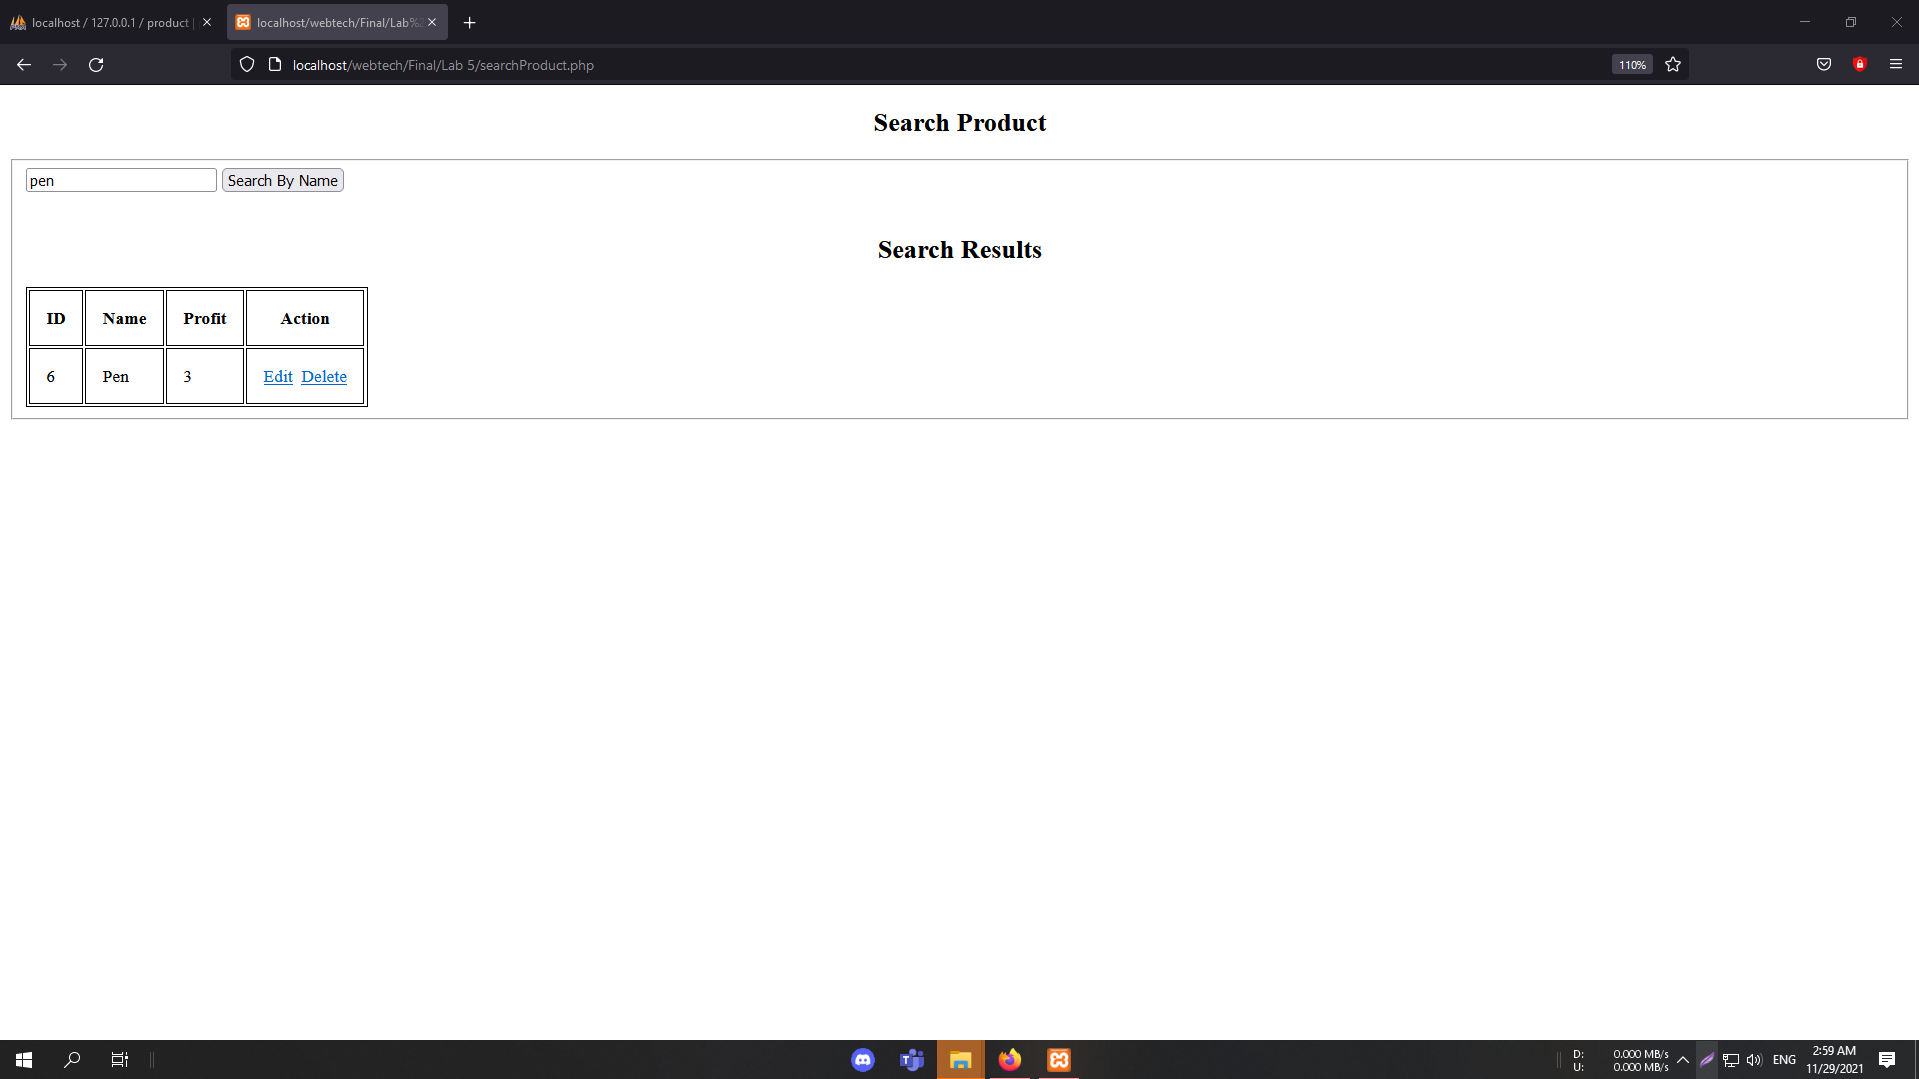 localhost / 127.0.0.1 / product |
localhost/webtech/Final/Lab%2
localhost/webtech/Final/Lab 5/searchProduct.php
110%
Search Product
pen
Search By Name
Search Results
ID Name Profit Action
6 Pen 3 Edit Delete
D: 0.000 MB/s
U: 0.000 MB/s
ENG
2:59 AM
11/29/2021